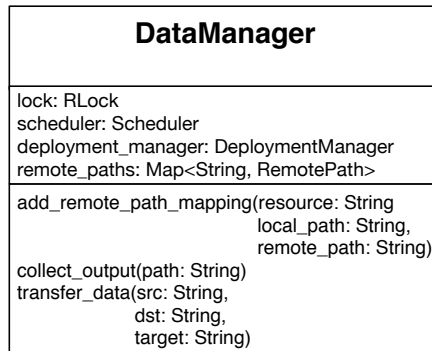 DataManager
lock: RLock
scheduler: Scheduler
deployment_manager: DeploymentManager
remote_paths: Map<String, RemotePath>
add_remote_path_mapping(resource: String
local_path: String,
remote_path: String)
collect_output(path: String)
transfer_data(src: String,
dst: String,
target: String)